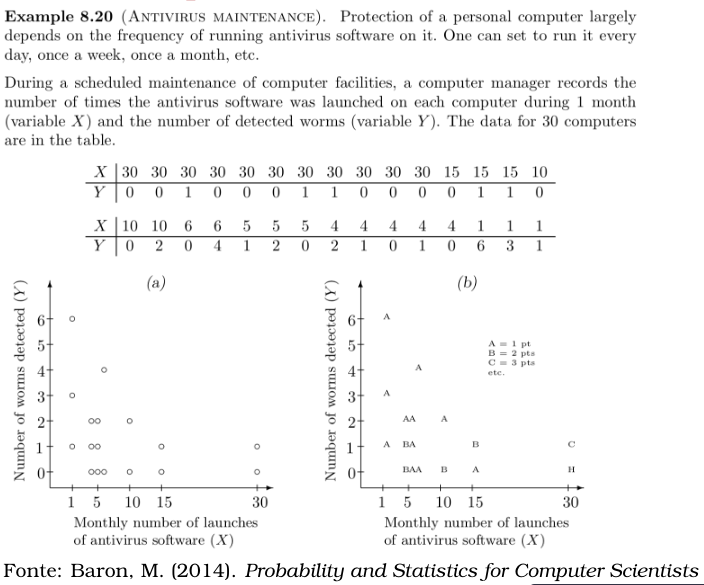 Example 8.20 (ANTIVIRUS MAINTENANCE). Protection of a personal computer largely
depends on the frequency of running antivirus software on it. One can set to run it every
day, once a week, once a month, etc.
During a scheduled maintenance of computer facilities, a computer manager records the
number of times the antivirus software was launched on each computer during 1 month
(variable X) and the number of detected worms (variable Y). The data for 30 computers
are in the table.
X 30 30 30 30 30 30 30 30 30 30 30 15 15 15 10
Y 0 0 1 0 0 0 1 1 0 0 0 0 1 1 0
X 10 10 6 6 5 5 5 4 4 4 4 4 1 1 1
Y 0 2 0 4 1 2 0 2 1 0 1 0 6 3 1
(a)
Number of worms detected (Y)
6
5
4
3
2
1
0
1 5 10 15 30
Monthly number of launches
of antivirus software (X)
(b)
Number of worms detected (Y)
6 A
5
4 A
3 A
2 AA A
1 A BA B C
0 BAA B A H
A = 1 pt
B = 2 pts
C = 3 pts
etc.
1 5 10 15 30
Monthly number of launches
of antivirus software (X)
Fonte: Baron, M. (2014). Probability and Statistics for Computer Scientists